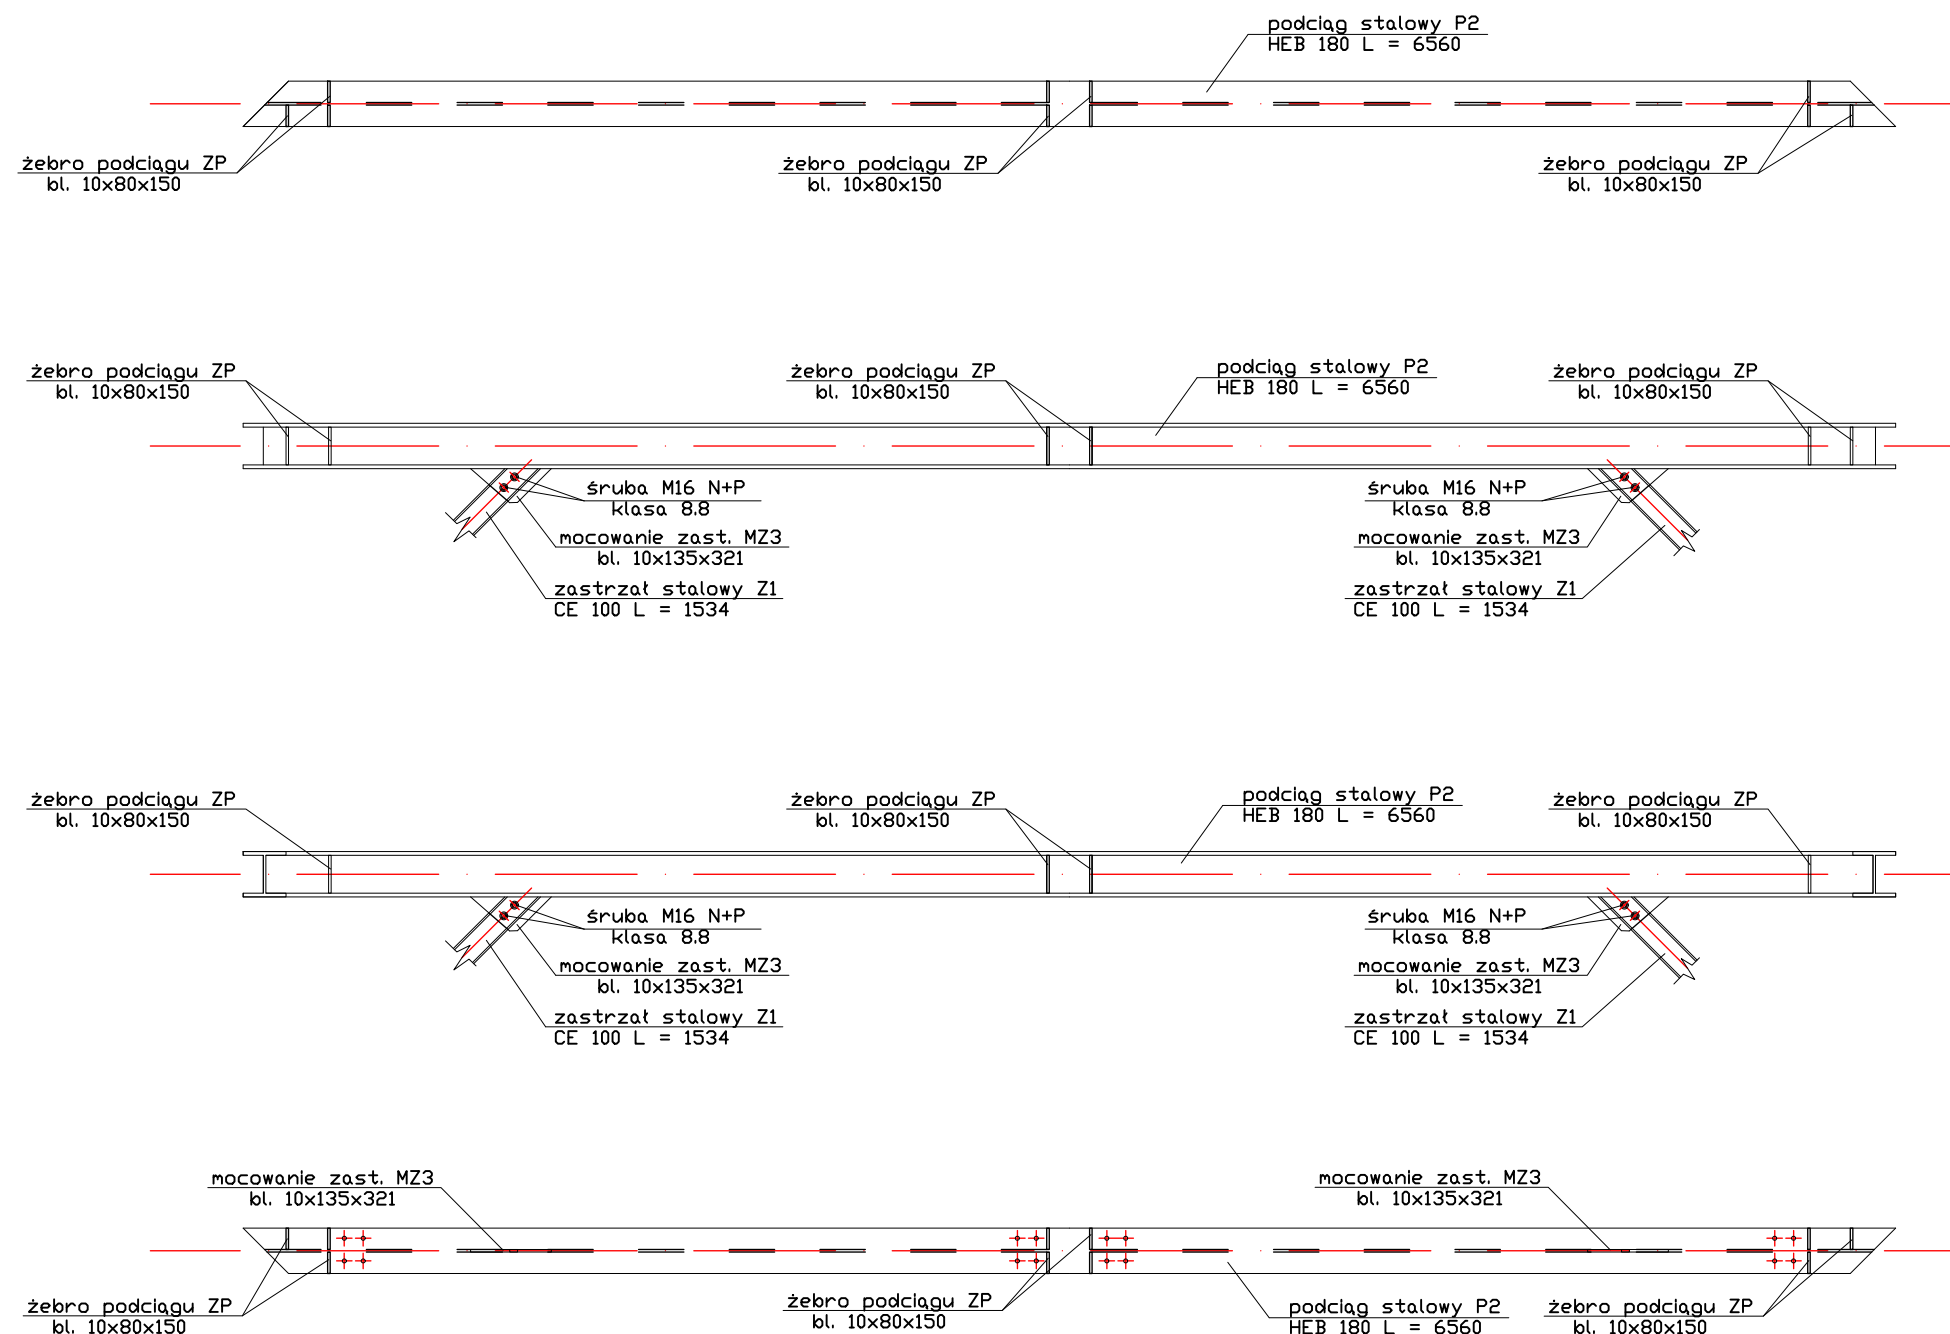 podciąg stalowy P2
HEB 180 L = 6560
żebro podciągu ZP
bl. 10x80x150
żebro podciągu ZP
bl. 10x80x150
żebro podciągu ZP
bl. 10x80x150
żebro podciągu ZP
bl. 10x80x150
żebro podciągu ZP
bl. 10x80x150
podciąg stalowy P2
HEB 180 L = 6560
żebro podciągu ZP
bl. 10x80x150
śruba M16 N+P
klasa 8.8
mocowanie zast. MZ3
bl. 10x135x321
zastrzał stalowy Z1
CE 100 L = 1534
śruba M16 N+P
klasa 8.8
mocowanie zast. MZ3
bl. 10x135x321
zastrzał stalowy Z1
CE 100 L = 1534
żebro podciągu ZP
bl. 10x80x150
żebro podciągu ZP
bl. 10x80x150
podciąg stalowy P2
HEB 180 L = 6560
żebro podciągu ZP
bl. 10x80x150
śruba M16 N+P
klasa 8.8
mocowanie zast. MZ3
bl. 10x135x321
zastrzał stalowy Z1
CE 100 L = 1534
śruba M16 N+P
klasa 8.8
mocowanie zast. MZ3
bl. 10x135x321
zastrzał stalowy Z1
CE 100 L = 1534
mocowanie zast. MZ3
bl. 10x135x321
mocowanie zast. MZ3
bl. 10x135x321
żebro podciągu ZP
bl. 10x80x150
żebro podciągu ZP
bl. 10x80x150
podciąg stalowy P2
HEB 180 L = 6560
żebro podciągu ZP
bl. 10x80x150